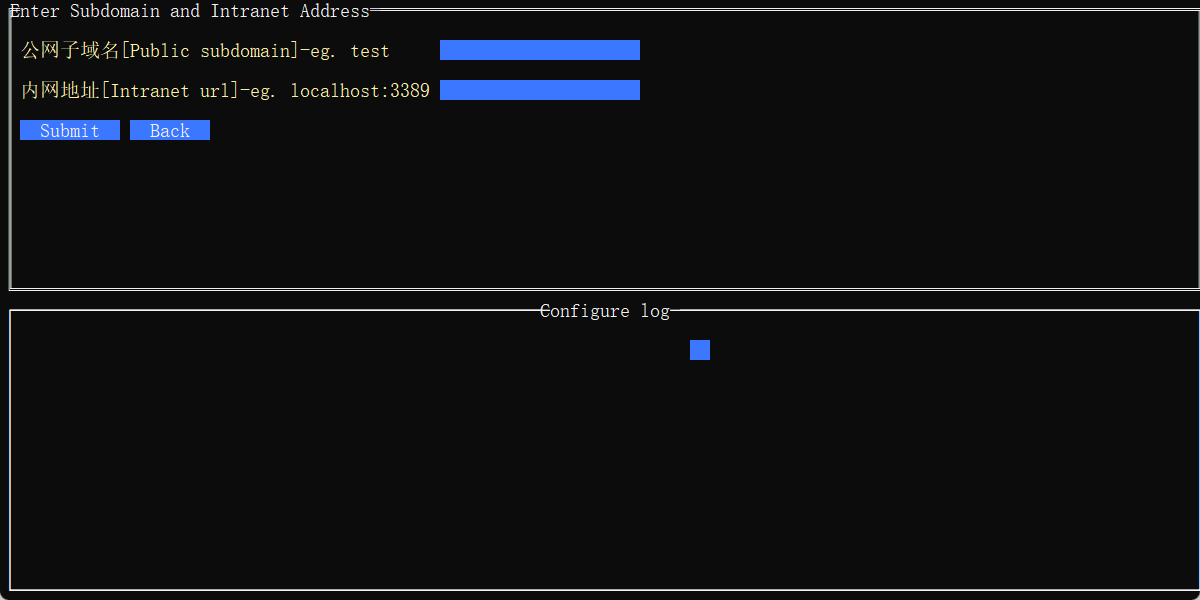 Enter Subdomain and Intranet Address
公网子域名[Public subdomain]-eg. test
内网地址[Intranet url]-eg. localhost:3389
Submit Back
Configure log